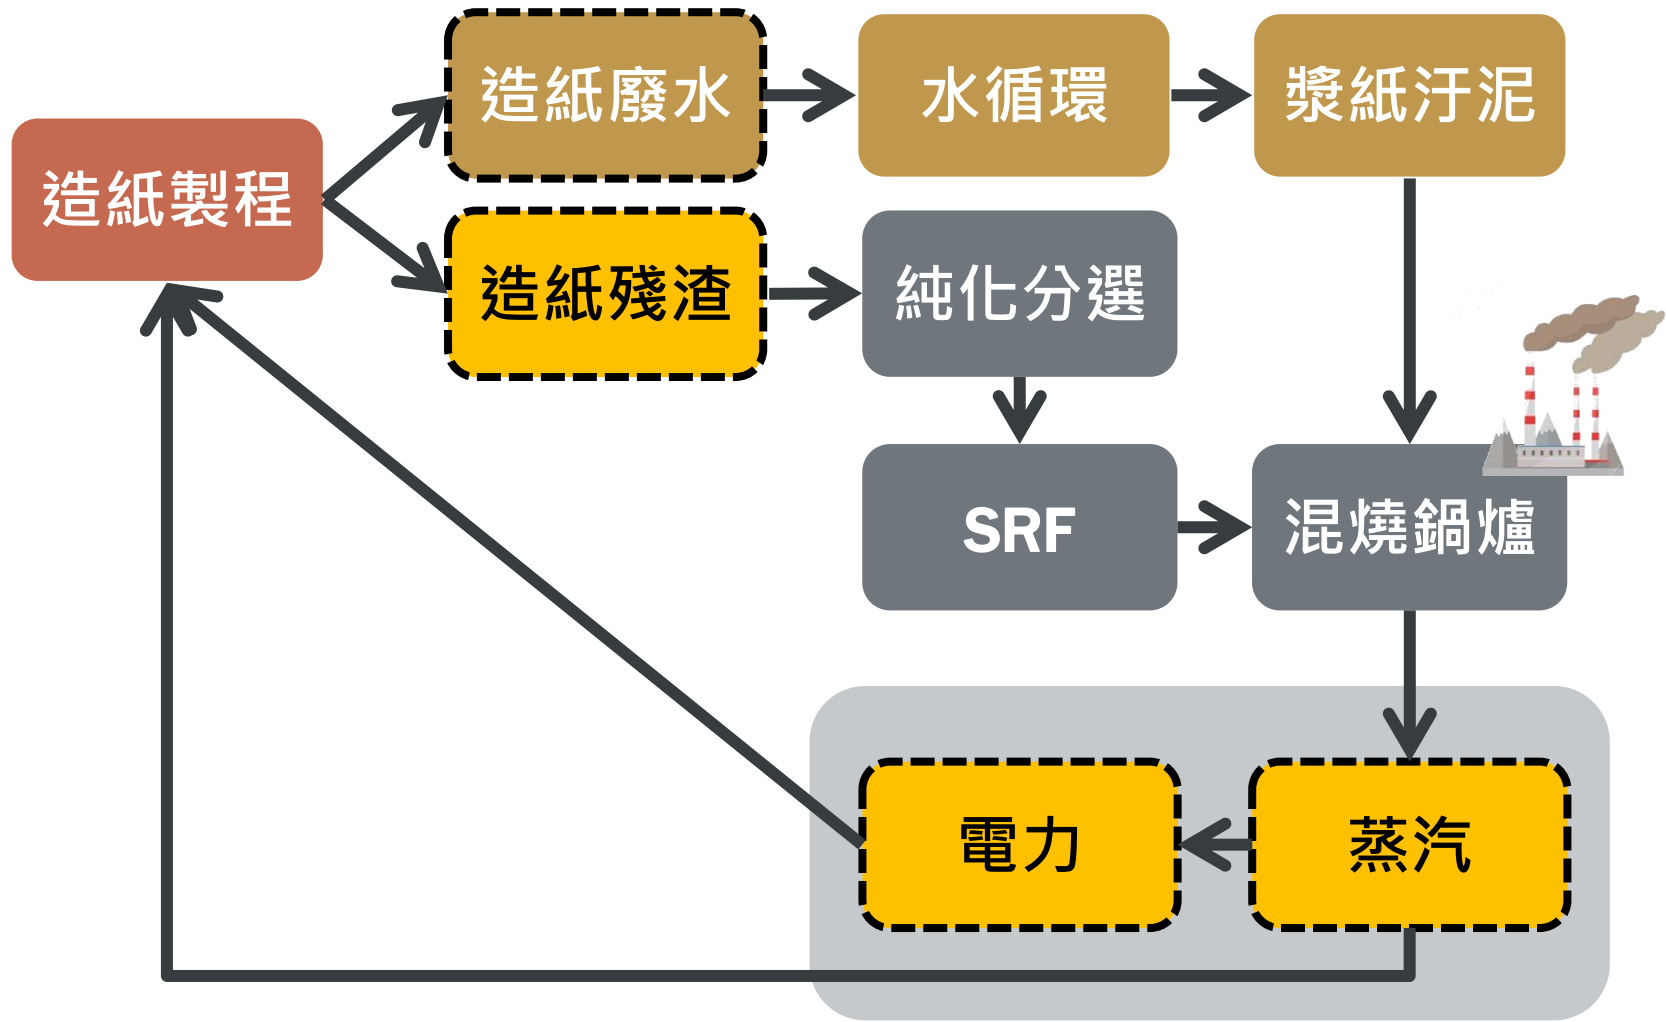 造紙廢水
水循環
漿紙汙泥
造紙製程
造紙殘渣
純化分選
SRF
混燒鍋爐
電力
蒸汽